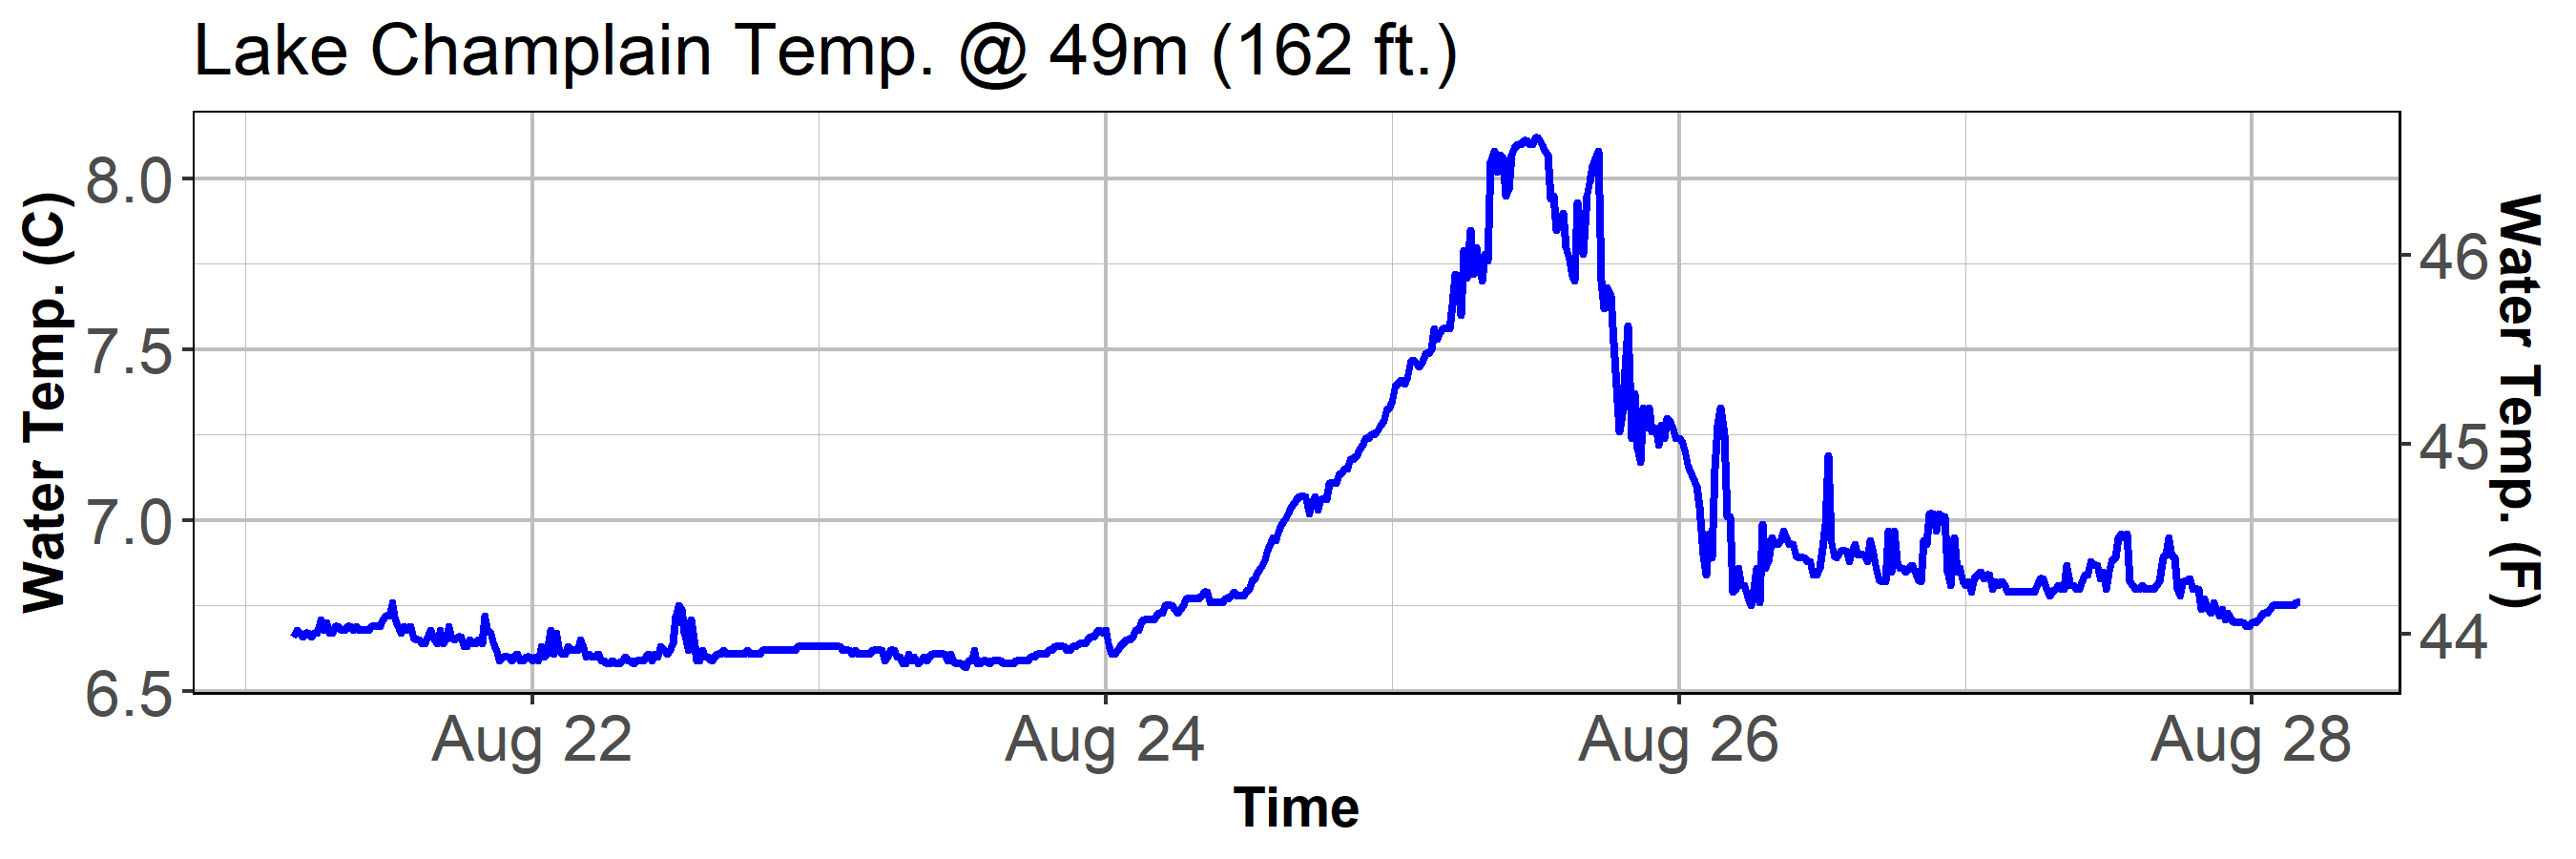 Lake Champlain Temp. @ 49m (162 ft.)
Water Temp. (C)
8.0
7.5
7.0
6.5
46
45
44
Water Temp. (F)
Aug 22
Aug 24
Aug 26
Aug 28
Time